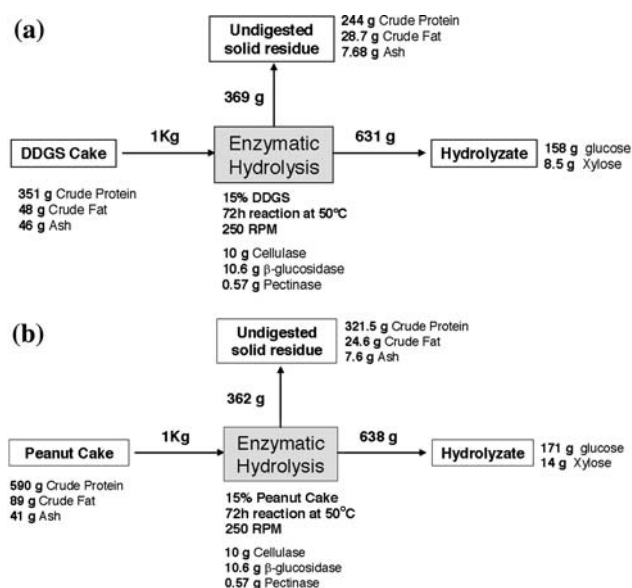 (a)
Undigested
solid residue
244 g Crude Protein
28.7 g Crude Fat
7.68 g Ash
369 g
DDGS Cake
1Kg
Enzymatic
Hydrolysis
631 g
Hydrolyzate
158 g glucose
8.5 g Xylose
351 g Crude Protein
48 g Crude Fat
46 g Ash
15% DDGS
72h reaction at 50°C
250 RPM
10 g Cellulase
10.6 g β-glucosidase
0.57 g Pectinase
(b)
Undigested
solid residue
321.5 g Crude Protein
24.6 g Crude Fat
7.6 g Ash
362 g
Peanut Cake
1Kg
Enzymatic
Hydrolysis
638 g
Hydrolyzate
171 g glucose
14 g Xylose
590 g Crude Protein
89 g Crude Fat
41 g Ash
15% Peanut Cake
72h reaction at 50°C
250 RPM
10 g Cellulase
10.6 g β-glucosidase
0.57 g Pectinase